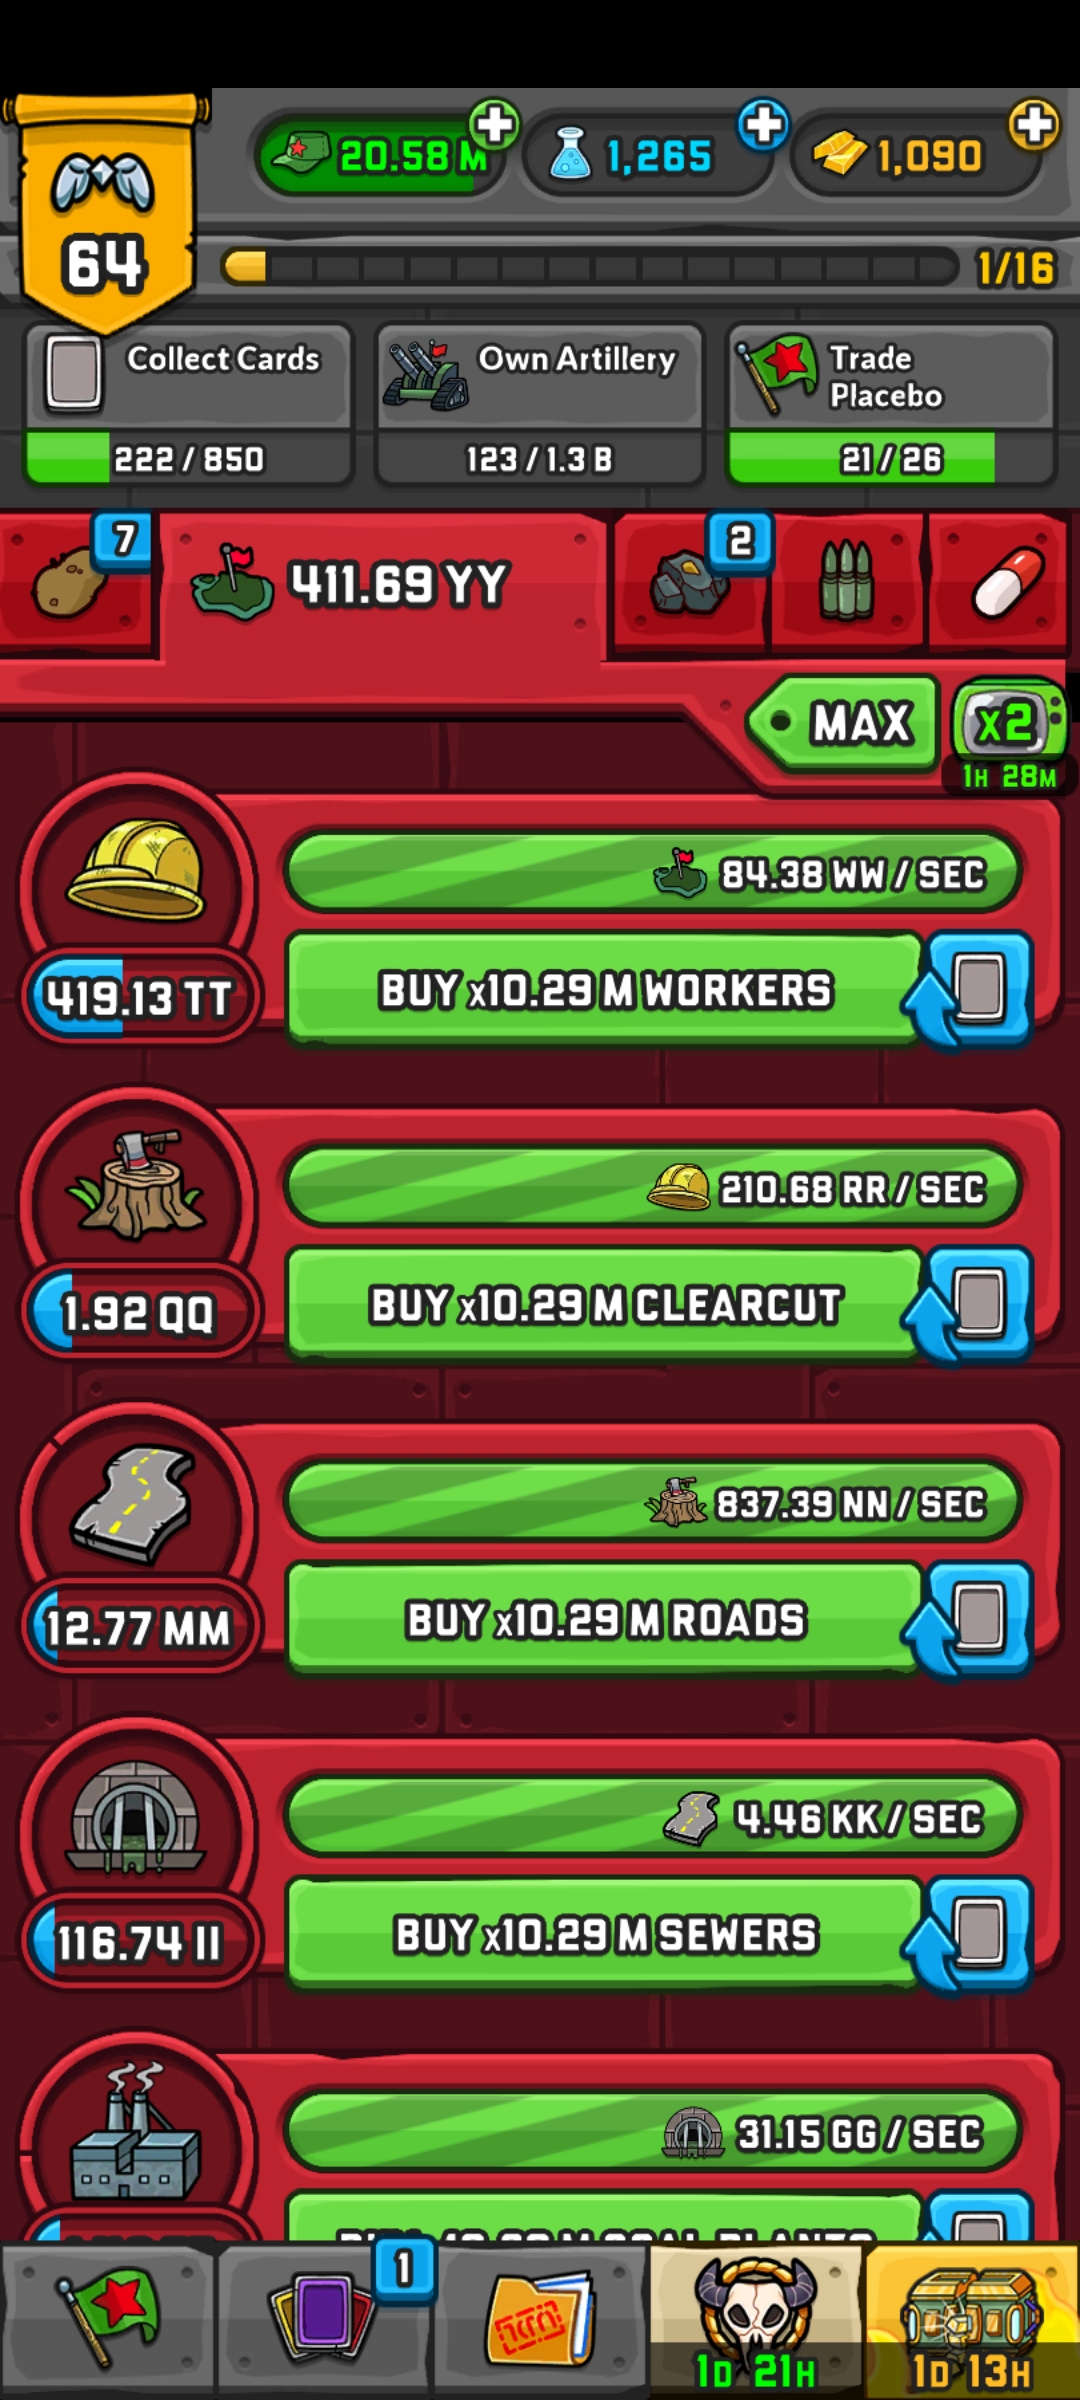 20.58 M
1,265
1,090
64
1/16
Collect Cards
222 / 850
Own Artillery
123 / 1.3 B
Trade
Placebo
21 / 26
7
411.69 YY
2
MAX
x2
1H 28M
84.38 WW / SEC
419.13 TT
BUY x10.29 M WORKERS
210.68 RR / SEC
1.92 QQ
BUY x10.29 M CLEARCUT
837.39 NN / SEC
12.77 MM
BUY x10.29 M ROADS
4.46 KK / SEC
116.74 II
BUY x10.29 M SEWERS
31.15 GG / SEC
1
1D 21H
1D 13H